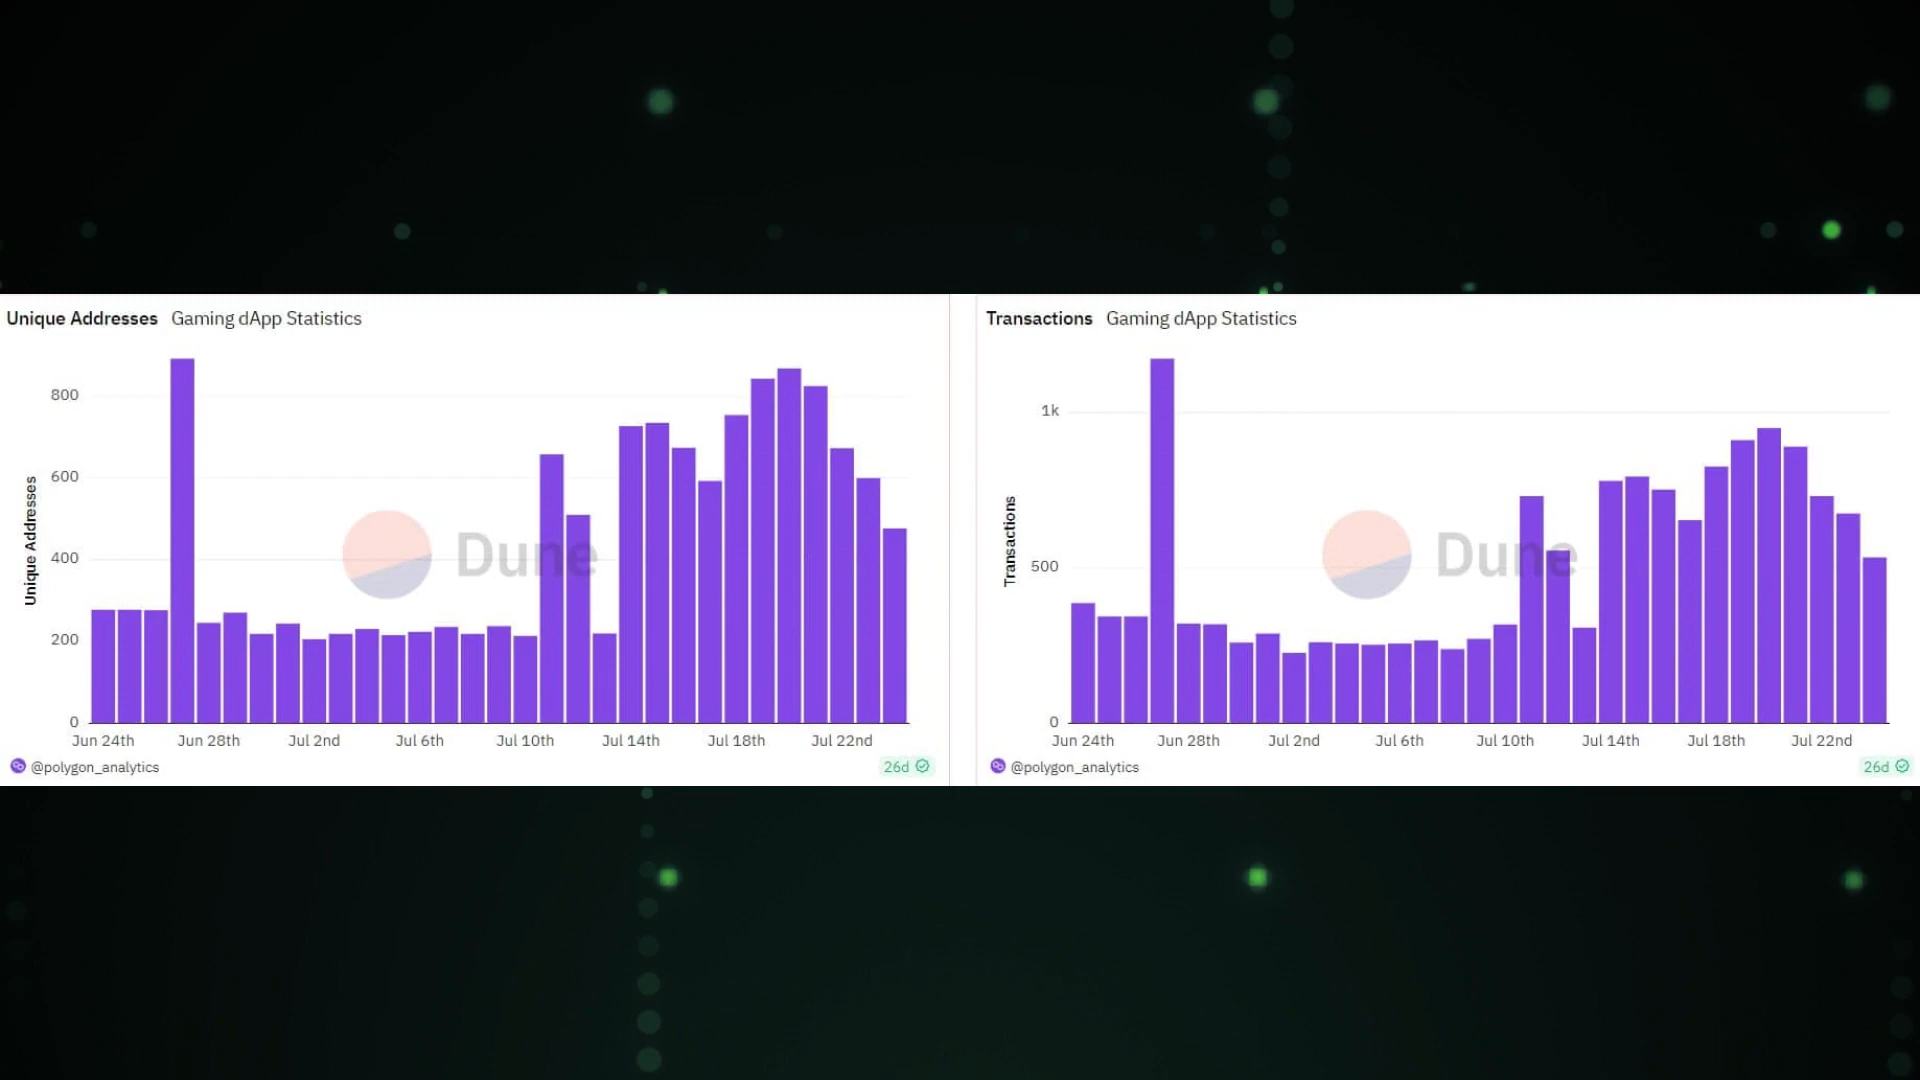 Unique Addresses Gaming dApp Statistics
800
600
400
200
0
Unique Addresses
Dune
Jun 24th Jun 28th Jul 2nd Jul 6th Jul 10th Jul 14th Jul 18th Jul 22nd
@polygon_analytics 26d
Transactions Gaming dApp Statistics
1k
500
0
Transactions
Dune
Jun 24th Jun 28th Jul 2nd Jul 6th Jul 10th Jul 14th Jul 18th Jul 22nd
@polygon_analytics 26d